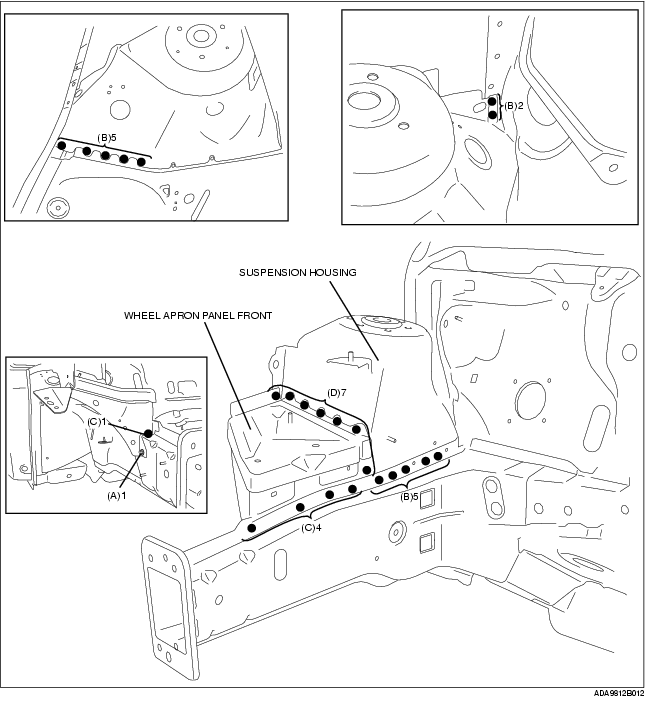 (B)5
(B)2
SUSPENSION HOUSING
WHEEL APRON PANEL FRONT
(D)7
(C)1
(A)1
(B)5
(C)4
ADA9812B012